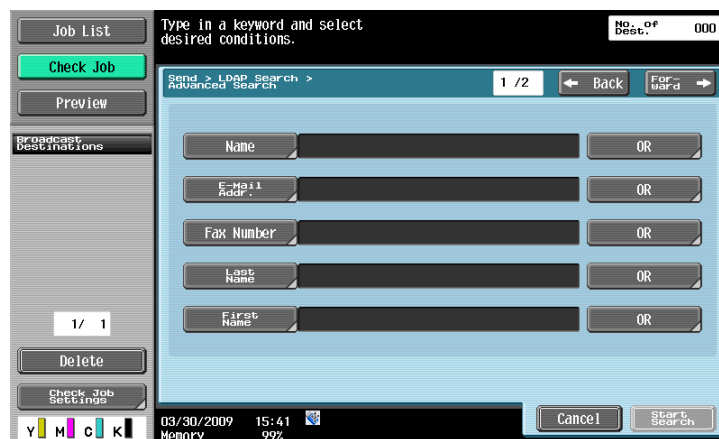 Job List
Check Job
Preview
Broadcast
Destinations
1/ 1
Delete
Check Job
Settings
Y M C K
Type in a keyword and select
desired conditions.
No. of
Dest.
000
Send > LDAP Search >
Advanced Search
1 /2
← Back
For-
ward →
Name
OR
E-Mail
Addr.
OR
Fax Number
OR
Last
Name
OR
First
Name
OR
03/30/2009 15:41
Memory 99%
Cancel
Start
Search